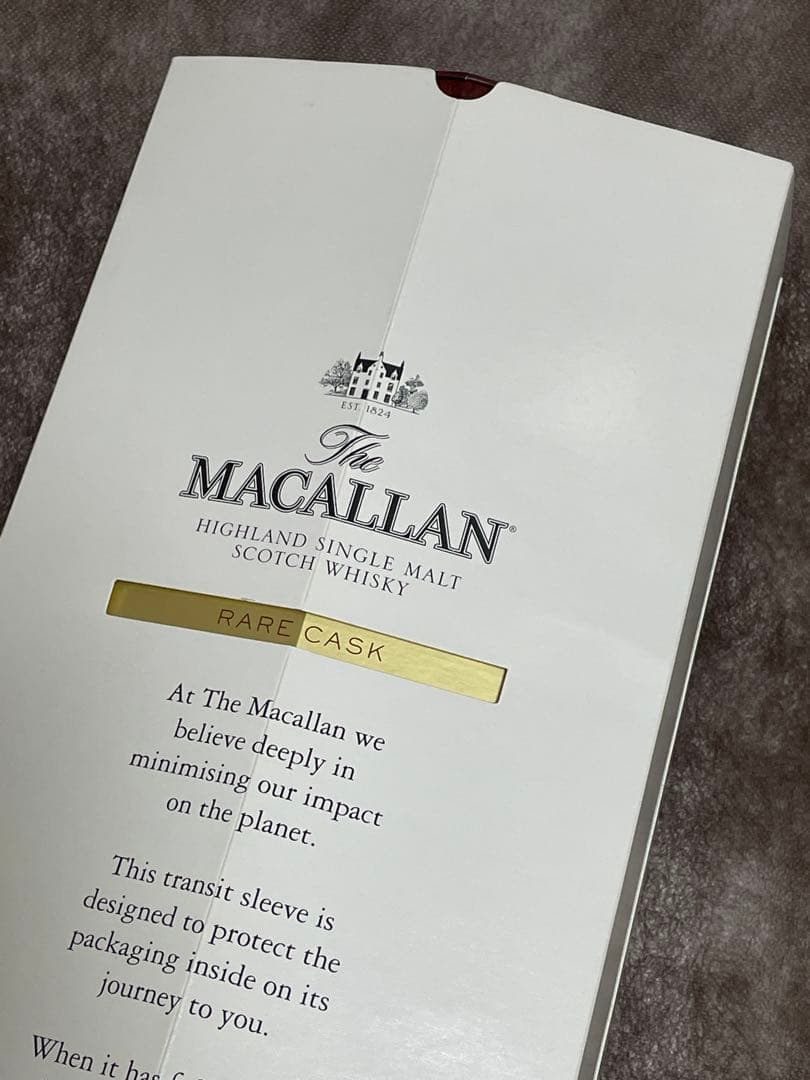 EST. 1824
The
MACALLAN®
HIGHLAND SINGLE MALT
SCOTCH WHISKY
RARE CASK
At The Macallan we
believe deeply in
minimising our impact
on the planet.
This transit sleeve is
designed to protect the
packaging inside on its
journey to you.
When it has